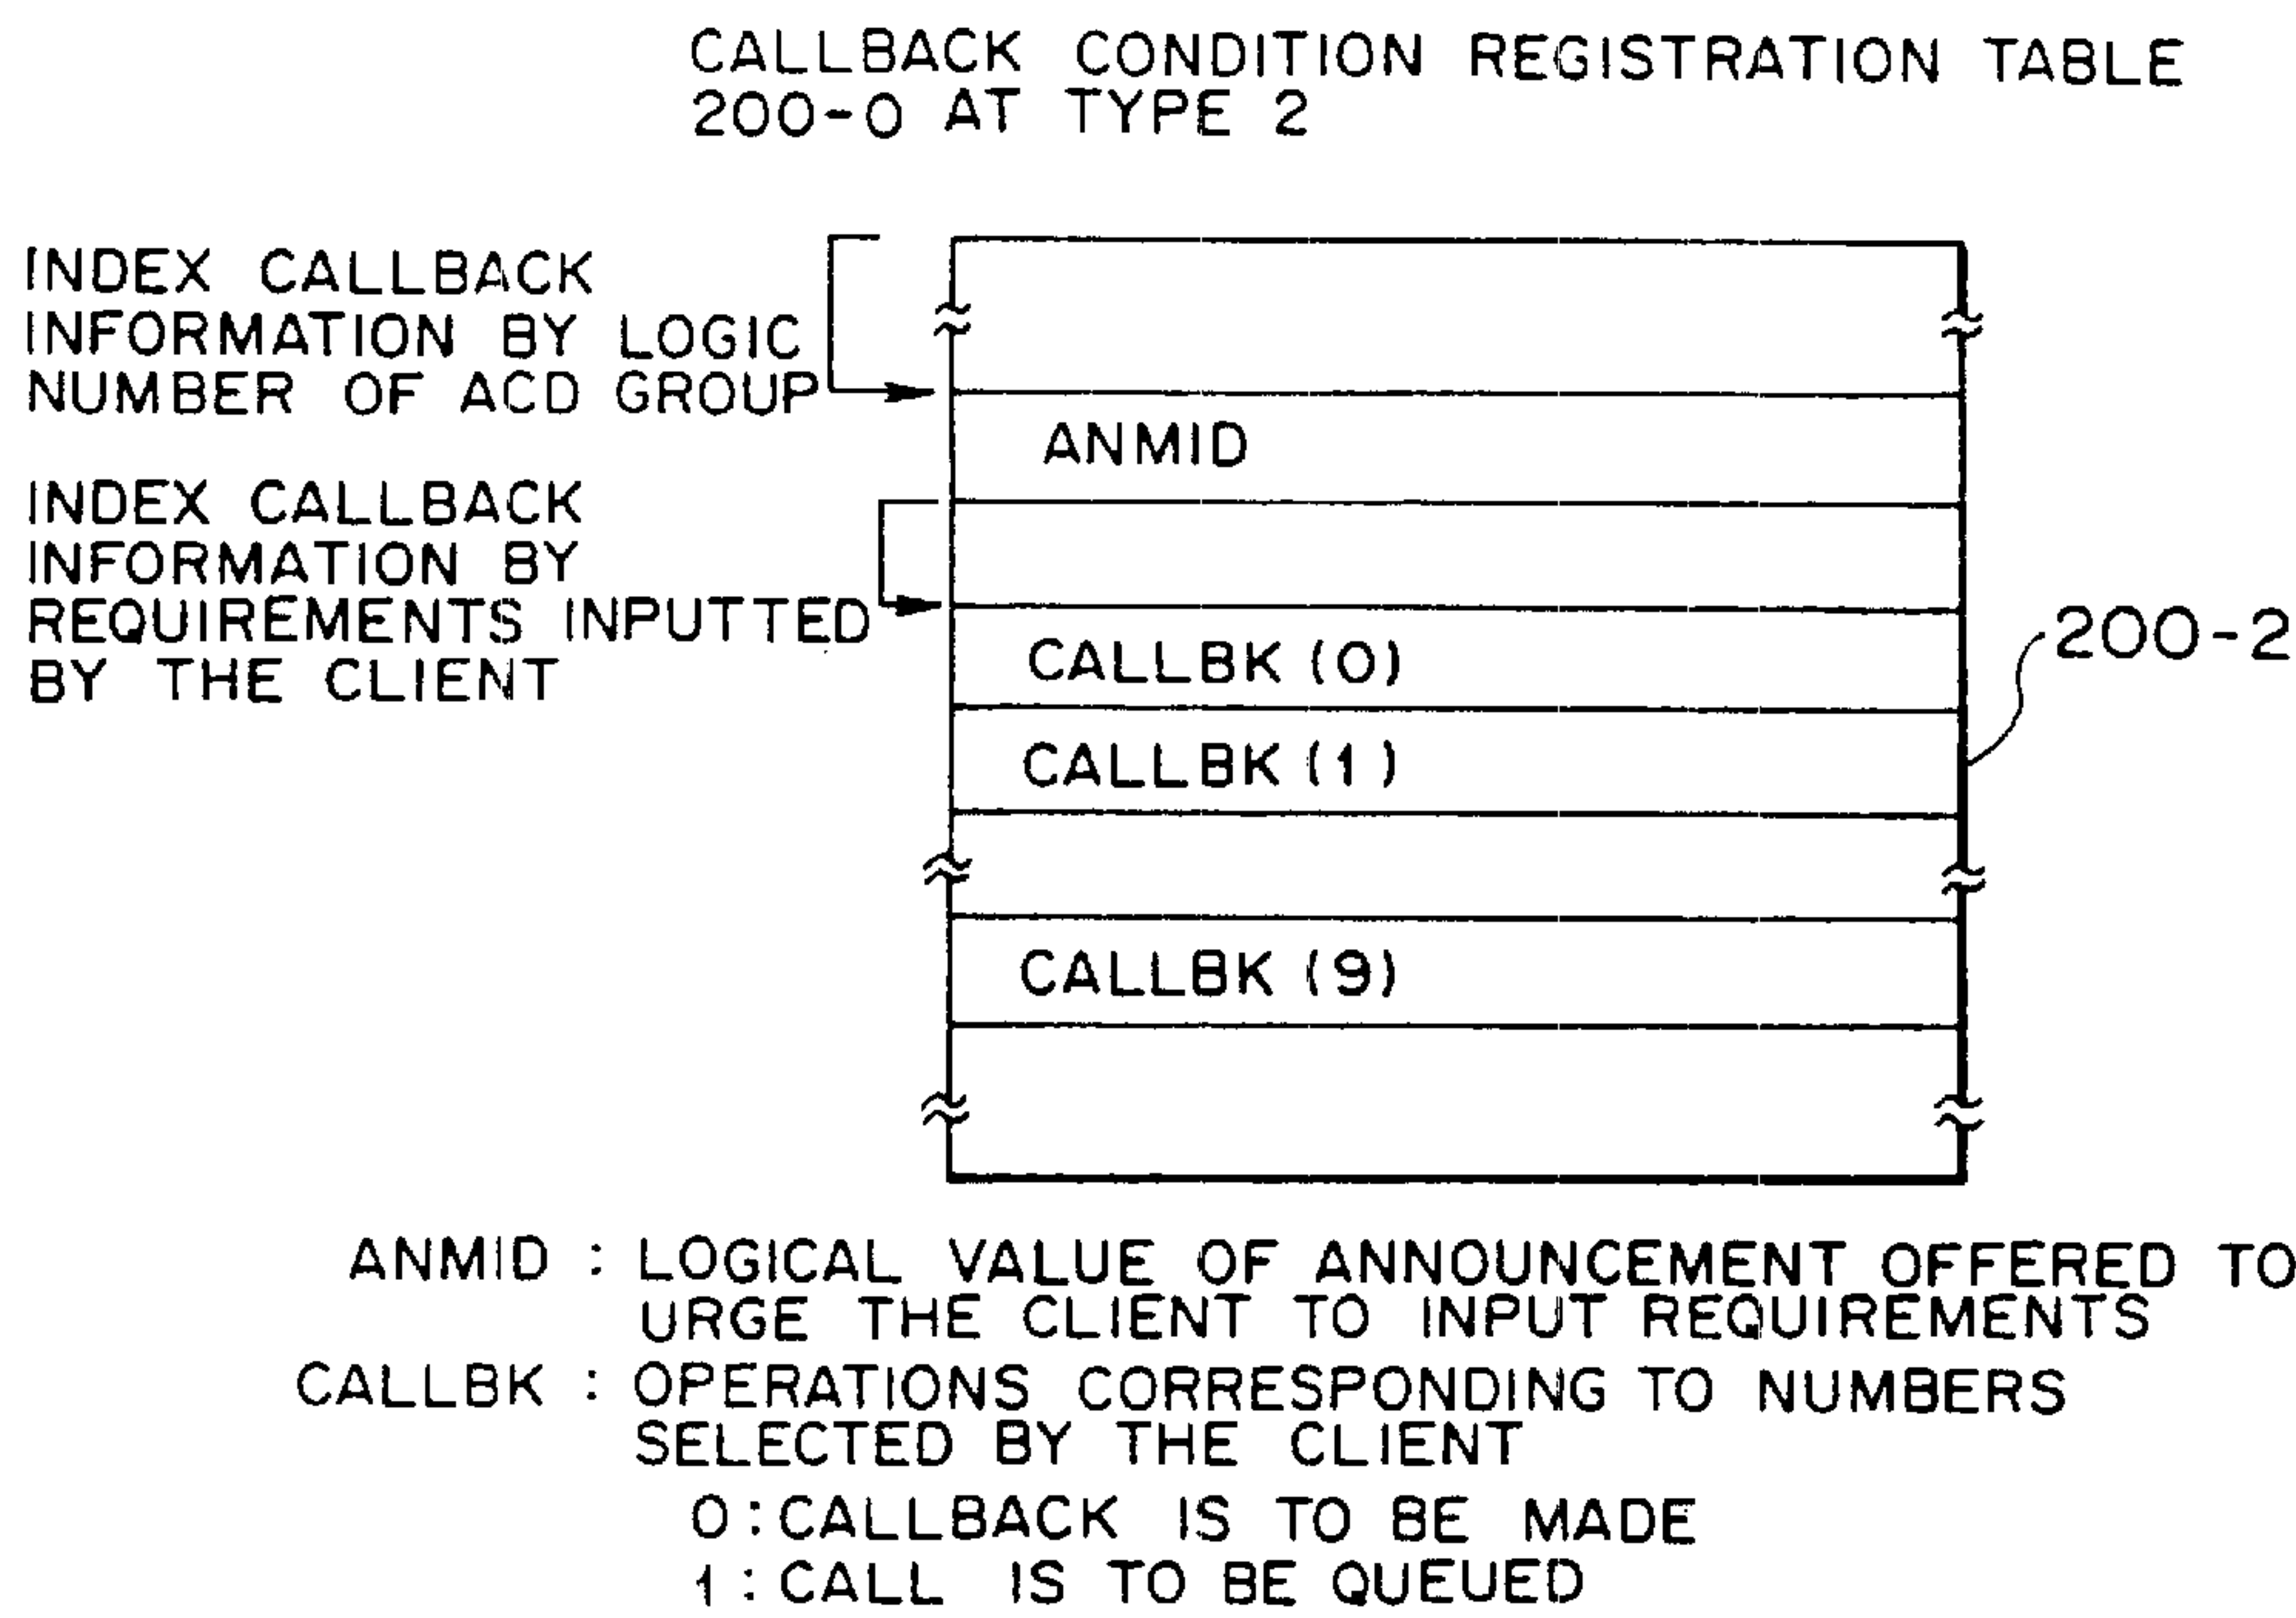 CALLBACK CONDITION REGISTRATION TABLE
200-0 AT TYPE 2
INDEX CALLBACK
INFORMATION BY LOGIC
NUMBER OF ACD GROUP
ANMID
INDEX CALLBACK
INFORMATION BY
REQUIREMENTS INPUTTED
BY THE CLIENT
CALLBK (0)
200-2
CALLBK (1)
CALLBK (9)
ANMID : LOGICAL VALUE OF ANNOUNCEMENT OFFERED TO
URGE THE CLIENT TO INPUT REQUIREMENTS
CALLBK : OPERATIONS CORRESPONDING TO NUMBERS
SELECTED BY THE CLIENT
0 : CALLBACK IS TO BE MADE
1 : CALL IS TO BE QUEUED